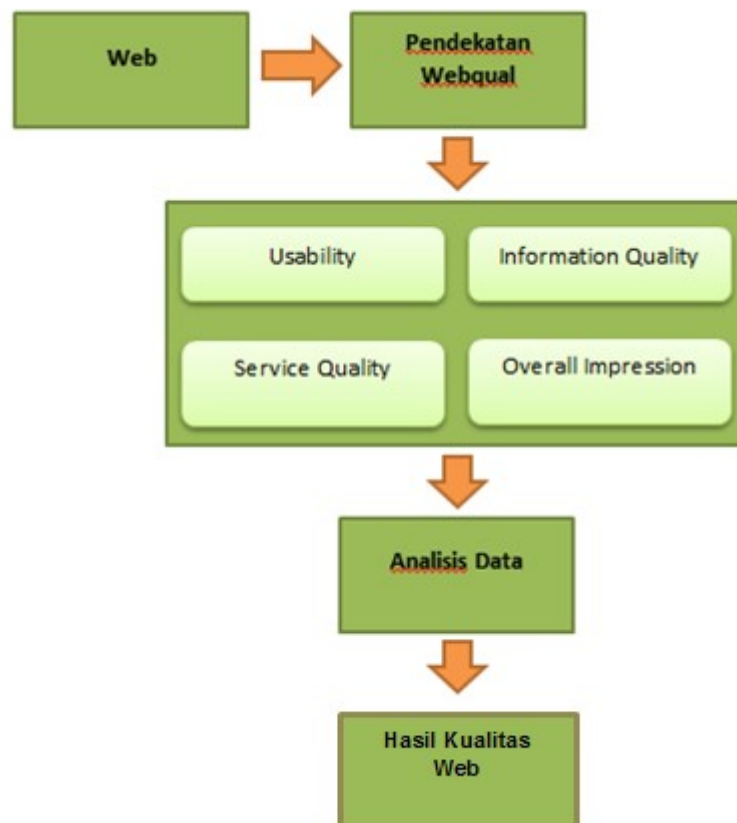 Web
Pendekatan
Webqual
Usability
Information Quality
Service Quality
Overall Impression
Analisis Data
Hasil Kualitas
Web